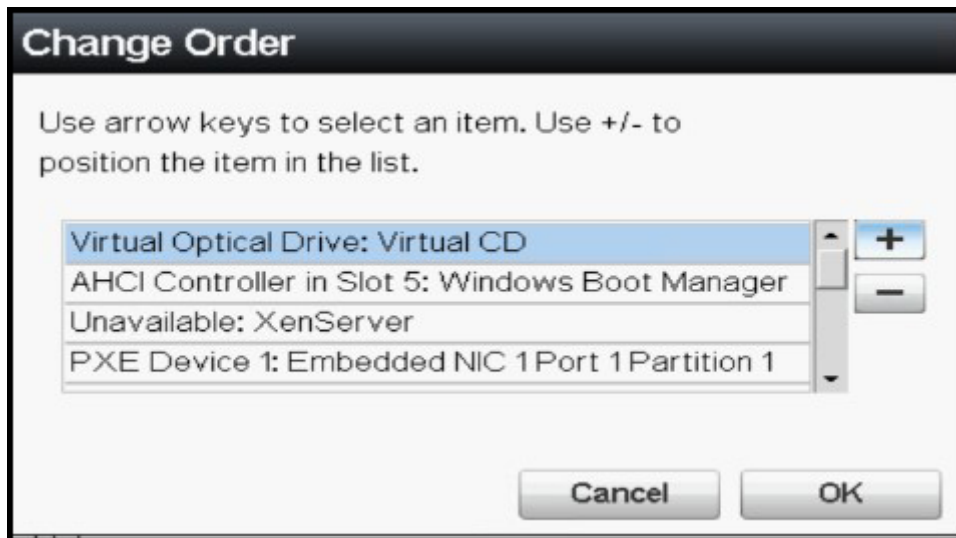 Change Order
Use arrow keys to select an item. Use +/- to
position the item in the list.
Virtual Optical Drive: Virtual CD
AHCI Controller in Slot 5: Windows Boot Manager
Unavailable: XenServer
PXE Device 1: Embedded NIC 1 Port 1 Partition 1
+
-
Cancel
OK